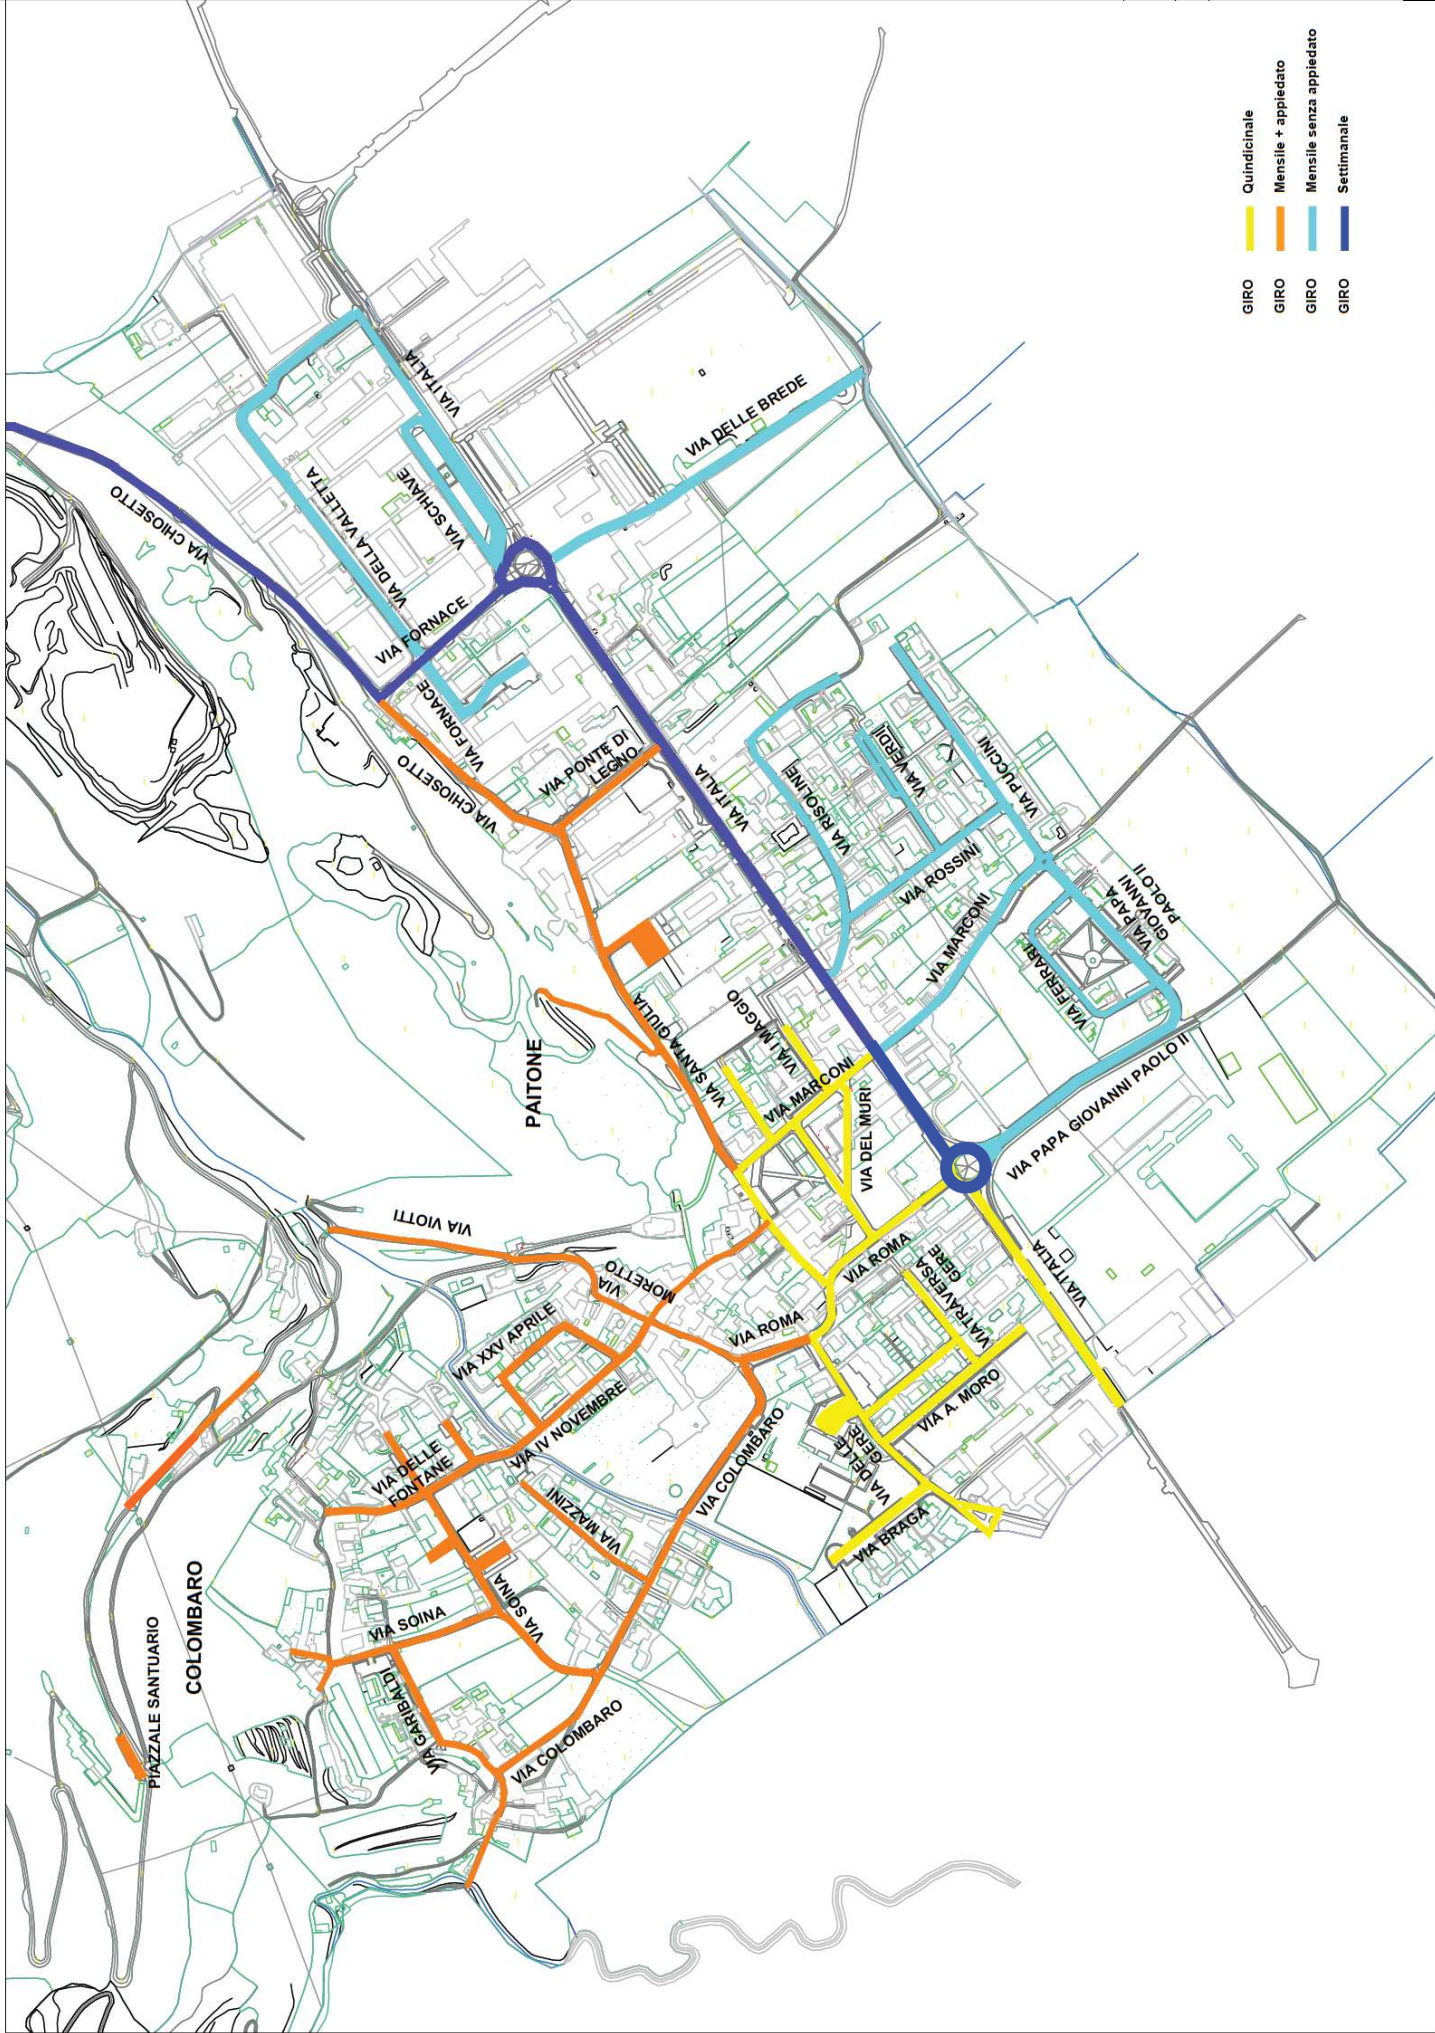 GIRO Quindicinale
GIRO Mensile + appiedato
GIRO Mensile senza appiedato
GIRO Settimanale
VIA CHIOSETTO
VIA ITALIA
VIA DELLA VALLETTA
VIA SCHIAVE
VIA DELLE BREDE
VIA FORNACE
VIA FORNACE
VIA CHIOSETTO
VIA PONTE DI
LEGNO
VIA ITALIA
VIA RISOLINE
VIA VERDI
VIA VERDI
VIA PUCCINI
VIA ROSSINI
VIA MARCONI
VIA PAPA
GIOVANNI
PAOLO II
VIA FERRARI
VIA FERRARI
VIA PAPA GIOVANNI PAOLO II
PAITONE
VIA SANTA GIULIA
VIA I MAGGIO
VIA MARCONI
VIA DEL MURI
VIA VIOTTI
VIA
MORETTO
VIA ROMA
VIA ROMA
VIA TRAVERSA
GERE
VIA ITALIA
VIA XXV APRILE
VIA IV NOVEMBRE
VIA A. MORO
VIA DELLE
FONTANE
VIA COLOMBARO
VIA DELLE
GERE
VIA BRAGA
VIA MAZZINI
COLOMBARO
PIAZZALE SANTUARIO
VIA SOINA
VIA SOINA
VIA GARIBALDI
VIA COLOMBARO